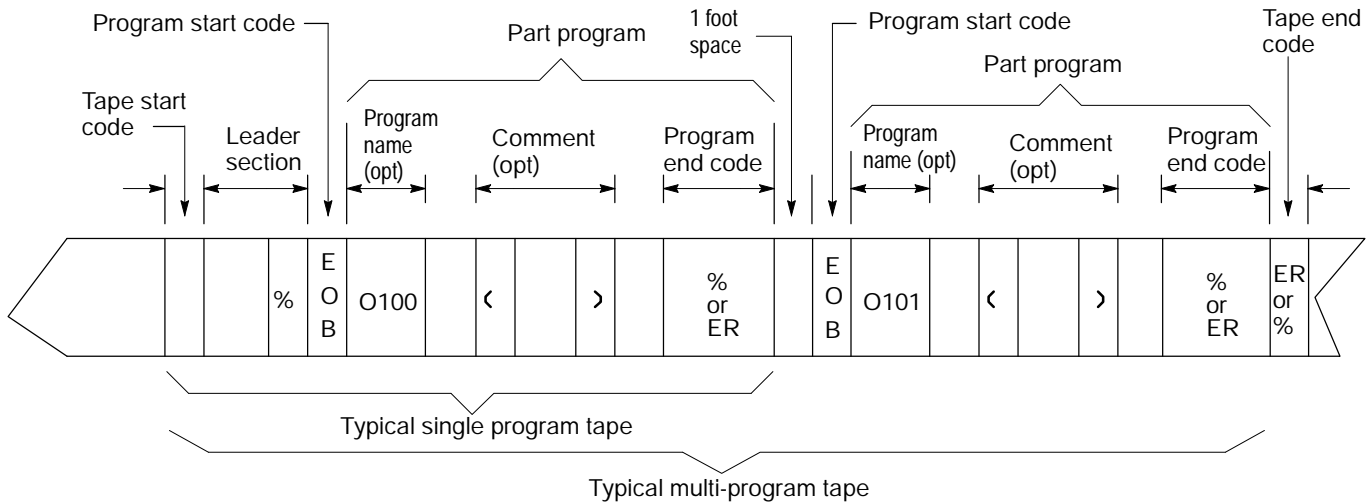 Program start code
Part program
1 foot
space
Program start code
Tape end
code
Part program
Tape start
code
Leader
section
Program
name
(opt)
Comment
(opt)
Program
end code
Program
name (opt)
Comment
(opt)
Program
end code
%
E
O
B
O100
(
)
%
or
ER
E
O
B
O101
(
)
%
or
ER
ER
or
%
Typical single program tape
Typical multi-program tape